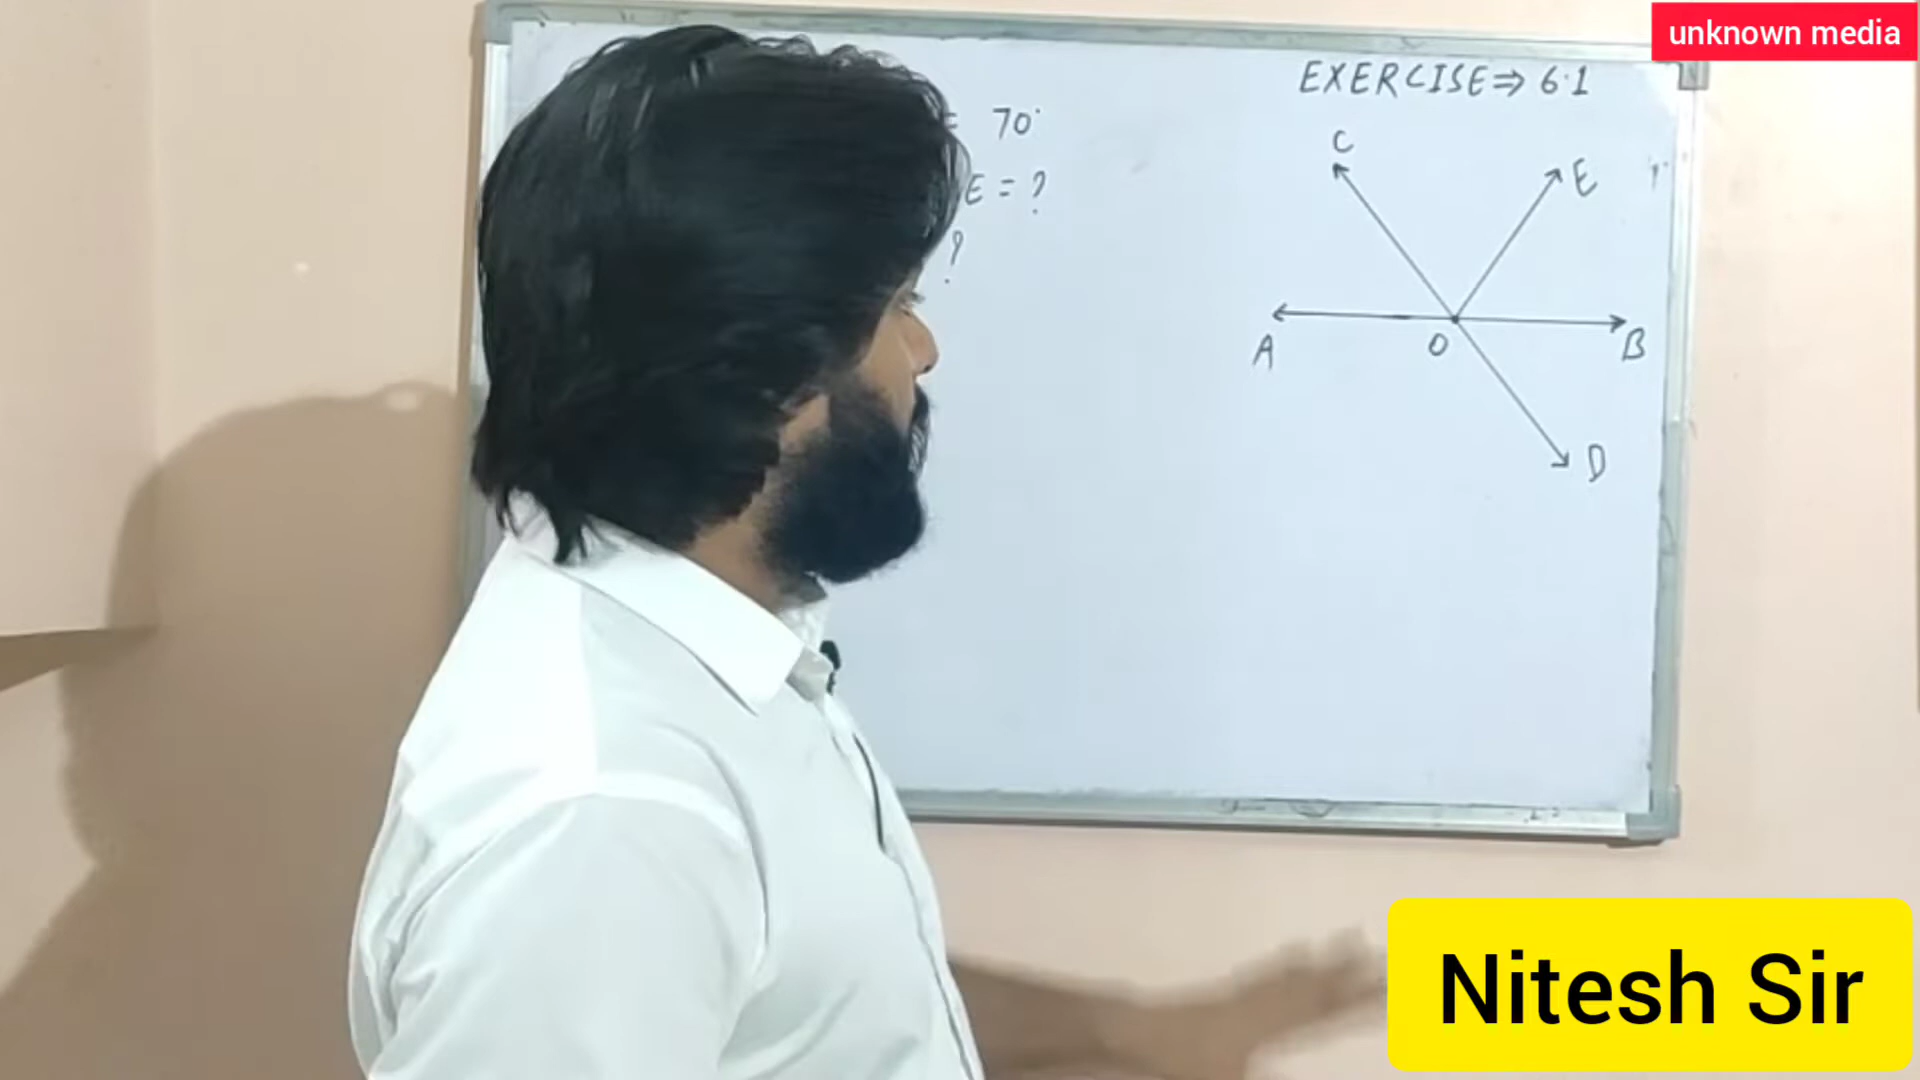 unknown media
EXERCISE ⇒ 6.1
= 70°
E = ?
?
C
E
A
O
B
D
Nitesh Sir